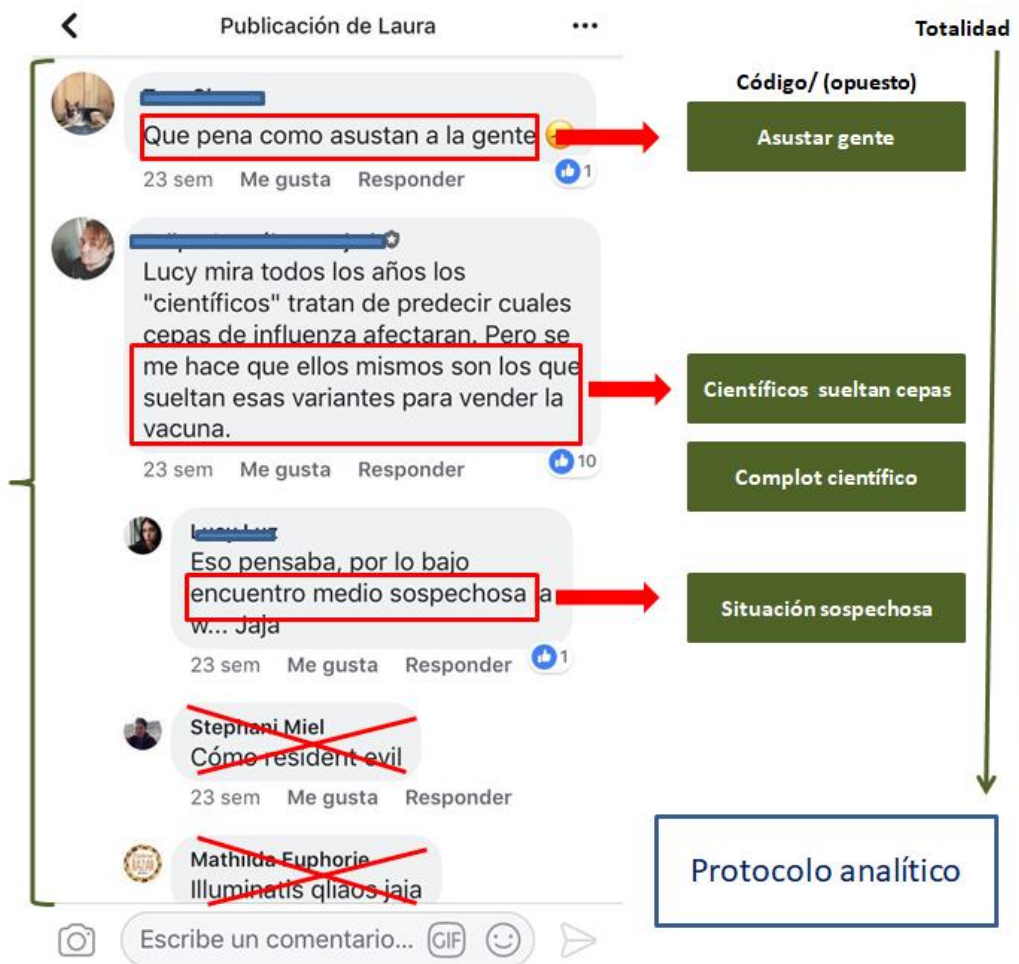 Publicación de Laura
Totalidad
Código/ (opuesto)
Que pena como asustan a la gente
Asustar gente
23 sem Me gusta Responder
1
Lucy mira todos los años los
"científicos" tratan de predecir cuales
cepas de influenza afectaran. Pero se
me hace que ellos mismos son los que
sueltan esas variantes para vender la
vacuna.
Científicos sueltan cepas
23 sem Me gusta Responder
10
Complot científico
Eso pensaba, por lo bajo
encuentro medio sospechosa la
w... Jaja
Situación sospechosa
23 sem Me gusta Responder
1
Stephani Miel
Cómo resident evil
23 sem Me gusta Responder
Mathilda Euphorie
Illuminatis qliaos jaja
Protocolo analítico
Escribe un comentario... GIF